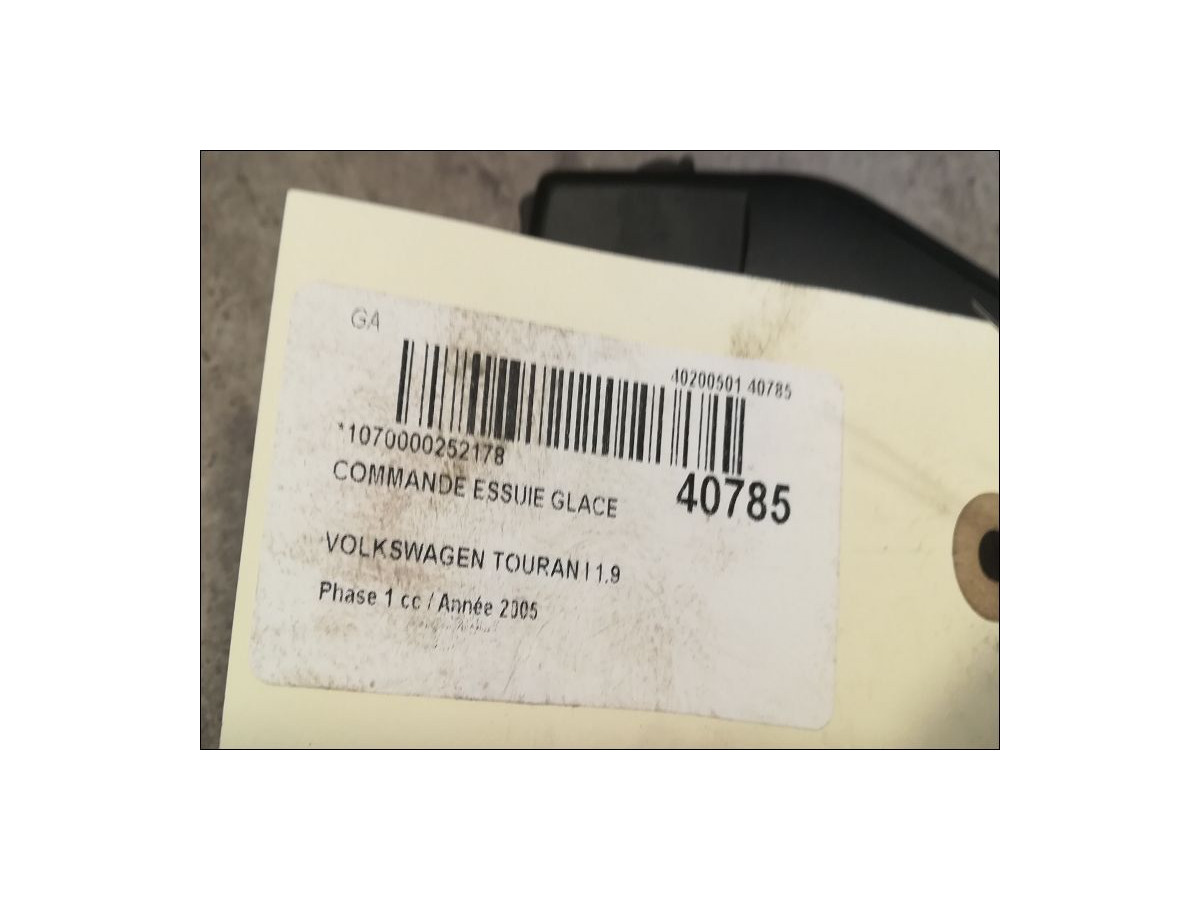 GA
40200501 40785
*1070000252178
COMMANDE ESSUIE GLACE
40785
VOLKSWAGEN TOURAN I 1.9
Phase 1 cc / Année 2005